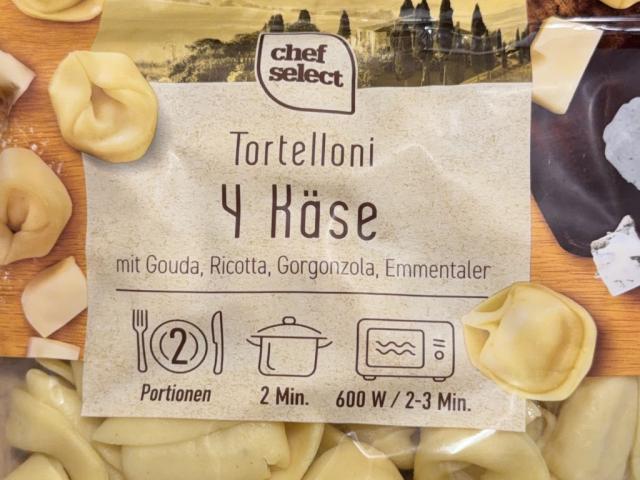 chef
select
Tortelloni
4 Käse
mit Gouda, Ricotta, Gorgonzola, Emmentaler
2
Portionen
2 Min.
600 W / 2-3 Min.